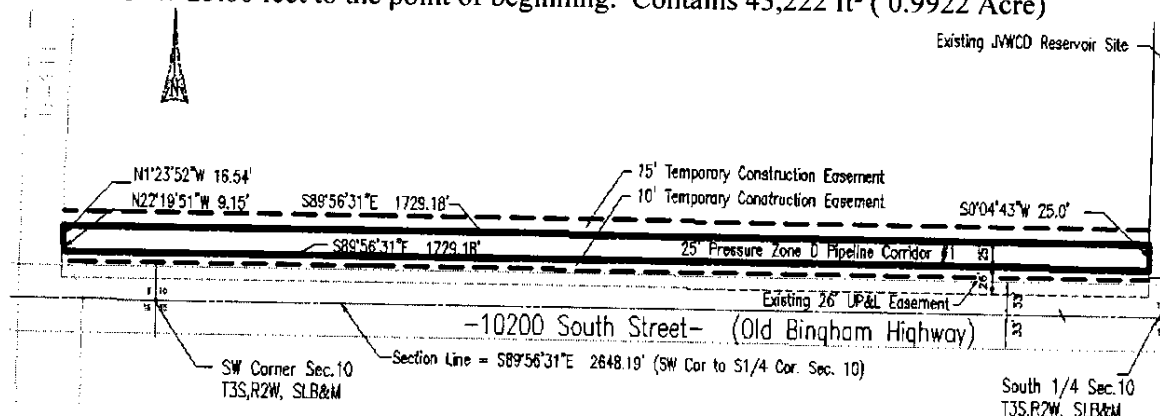 25.00 feet to the point of beginning. Contains 43,222 ft² ( 0.9922 Acre)
Existing JVWCD Reservoir Site
N
N1°23'52"W 16.54'
N22°19'51"W 9.15'
S89°56'31"E 1729.18'
15' Temporary Construction Easement
10' Temporary Construction Easement
S0°04'43"W 25.0'
S89°56'31"E 1729.18'
25' Pressure Zone D Pipeline Corridor #1
25'
26'
Existing 26' UP&L Easement
33'
33'
-10200 South Street- (Old Bingham Highway)
Section Line = S89°56'31"E 2648.19' (SW Cor to S1/4 Cor. Sec. 10)
SW Corner Sec.10
T3S,R2W, SLB&M
South 1/4 Sec.10
T3S,R2W, SLB&M